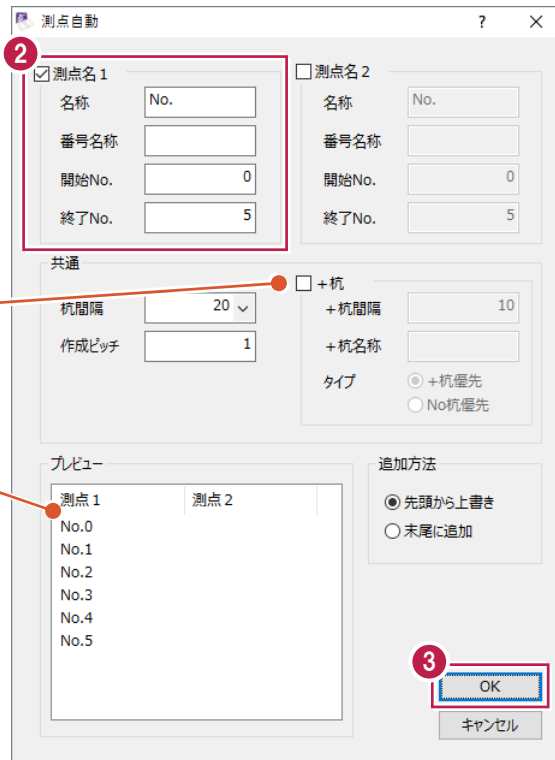 測点自動 ? ×
2
測点名1
名称 No.
番号名称
開始No. 0
終了No. 5
測点名2
名称 No.
番号名称
開始No. 0
終了No. 5
共通
杭間隔 20
作成ピッチ 1
+杭
+杭間隔 10
+杭名称
タイプ +杭優先
No杭優先
プレビュー
測点1 測点2
No.0
No.1
No.2
No.3
No.4
No.5
追加方法
先頭から上書き
末尾に追加
3
OK
キャンセル